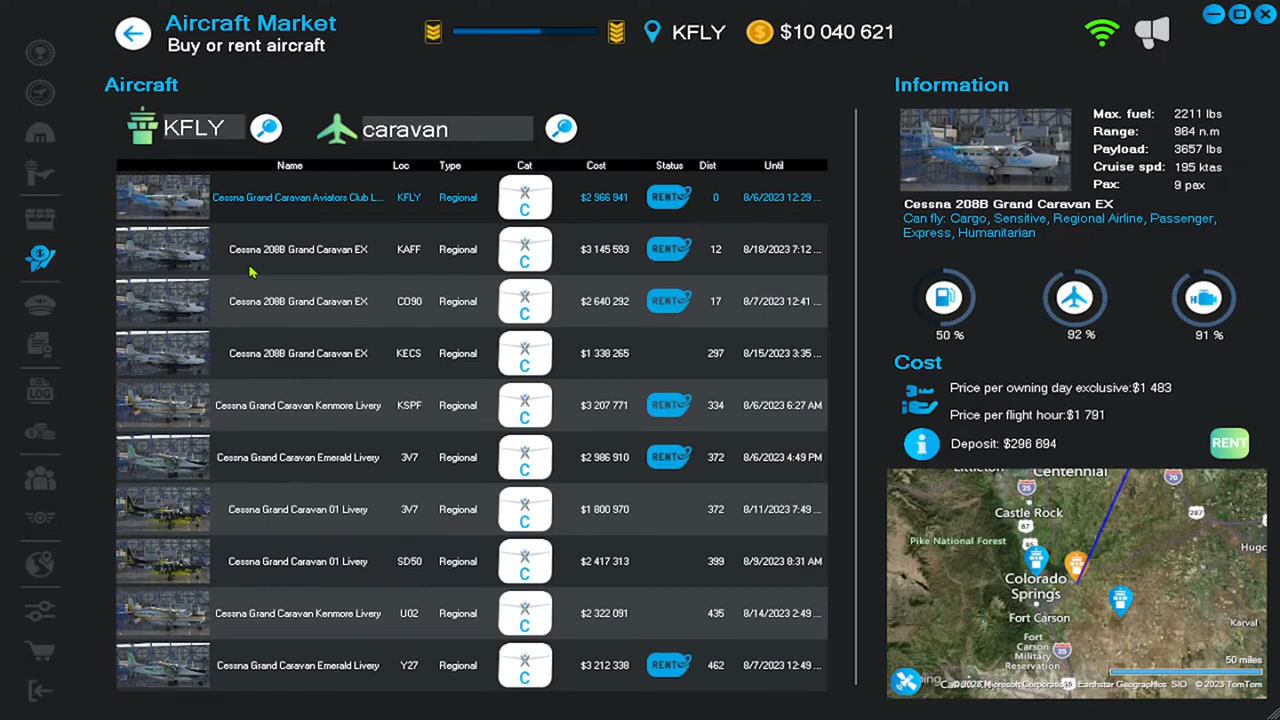 Aircraft Market
Buy or rent aircraft
KFLY
$10 040 621
Aircraft
KFLY
caravan
Name Loc Type Cat Cost Status Dist Until
Cessna Grand Caravan Aviators Club L... KFLY Regional C $2 966 941 RENT 0 8/6/2023 12:29 ...
Cessna 208B Grand Caravan EX KAFF Regional C $3 145 593 RENT 12 8/18/2023 7:12 ...
Cessna 208B Grand Caravan EX CO90 Regional C $2 640 292 RENT 17 8/7/2023 12:41 ...
Cessna 208B Grand Caravan EX KECS Regional C $1 338 265 297 8/15/2023 3:35 ...
Cessna Grand Caravan Kenmore Livery KSPF Regional C $3 207 771 RENT 334 8/6/2023 6:27 AM
Cessna Grand Caravan Emerald Livery 3V7 Regional C $2 986 910 RENT 372 8/6/2023 4:49 PM
Cessna Grand Caravan 01 Livery 3V7 Regional C $1 800 970 372 8/11/2023 7:49 ...
Cessna Grand Caravan 01 Livery SD50 Regional C $2 417 313 399 8/9/2023 8:31 AM
Cessna Grand Caravan Kenmore Livery U02 Regional C $2 322 091 435 8/14/2023 2:49 ...
Cessna Grand Caravan Emerald Livery Y27 Regional C $3 212 338 RENT 462 8/7/2023 12:49 ...
LOG
Information
Max. fuel: 2211 lbs
Range: 964 n.m
Payload: 3657 lbs
Cruise spd: 195 ktas
Pax: 9 pax
Cessna 208B Grand Caravan EX
Can fly: Cargo, Sensitive, Regional Airline, Passenger,
Express, Humanitarian
50 % 92 % 91 %
Cost
Price per owning day exclusive:$1 483
Price per flight hour:$1 791
Deposit: $296 694
RENT
Centennial
25
70
Castle Rock
287
87
Pike National Forest
Hugo
Colorado
Springs
Fort Carson
Karval
Fort
Carson
Military
Reservation
25
50 miles
Earthstar Geographics SIO © 2023 TomTom